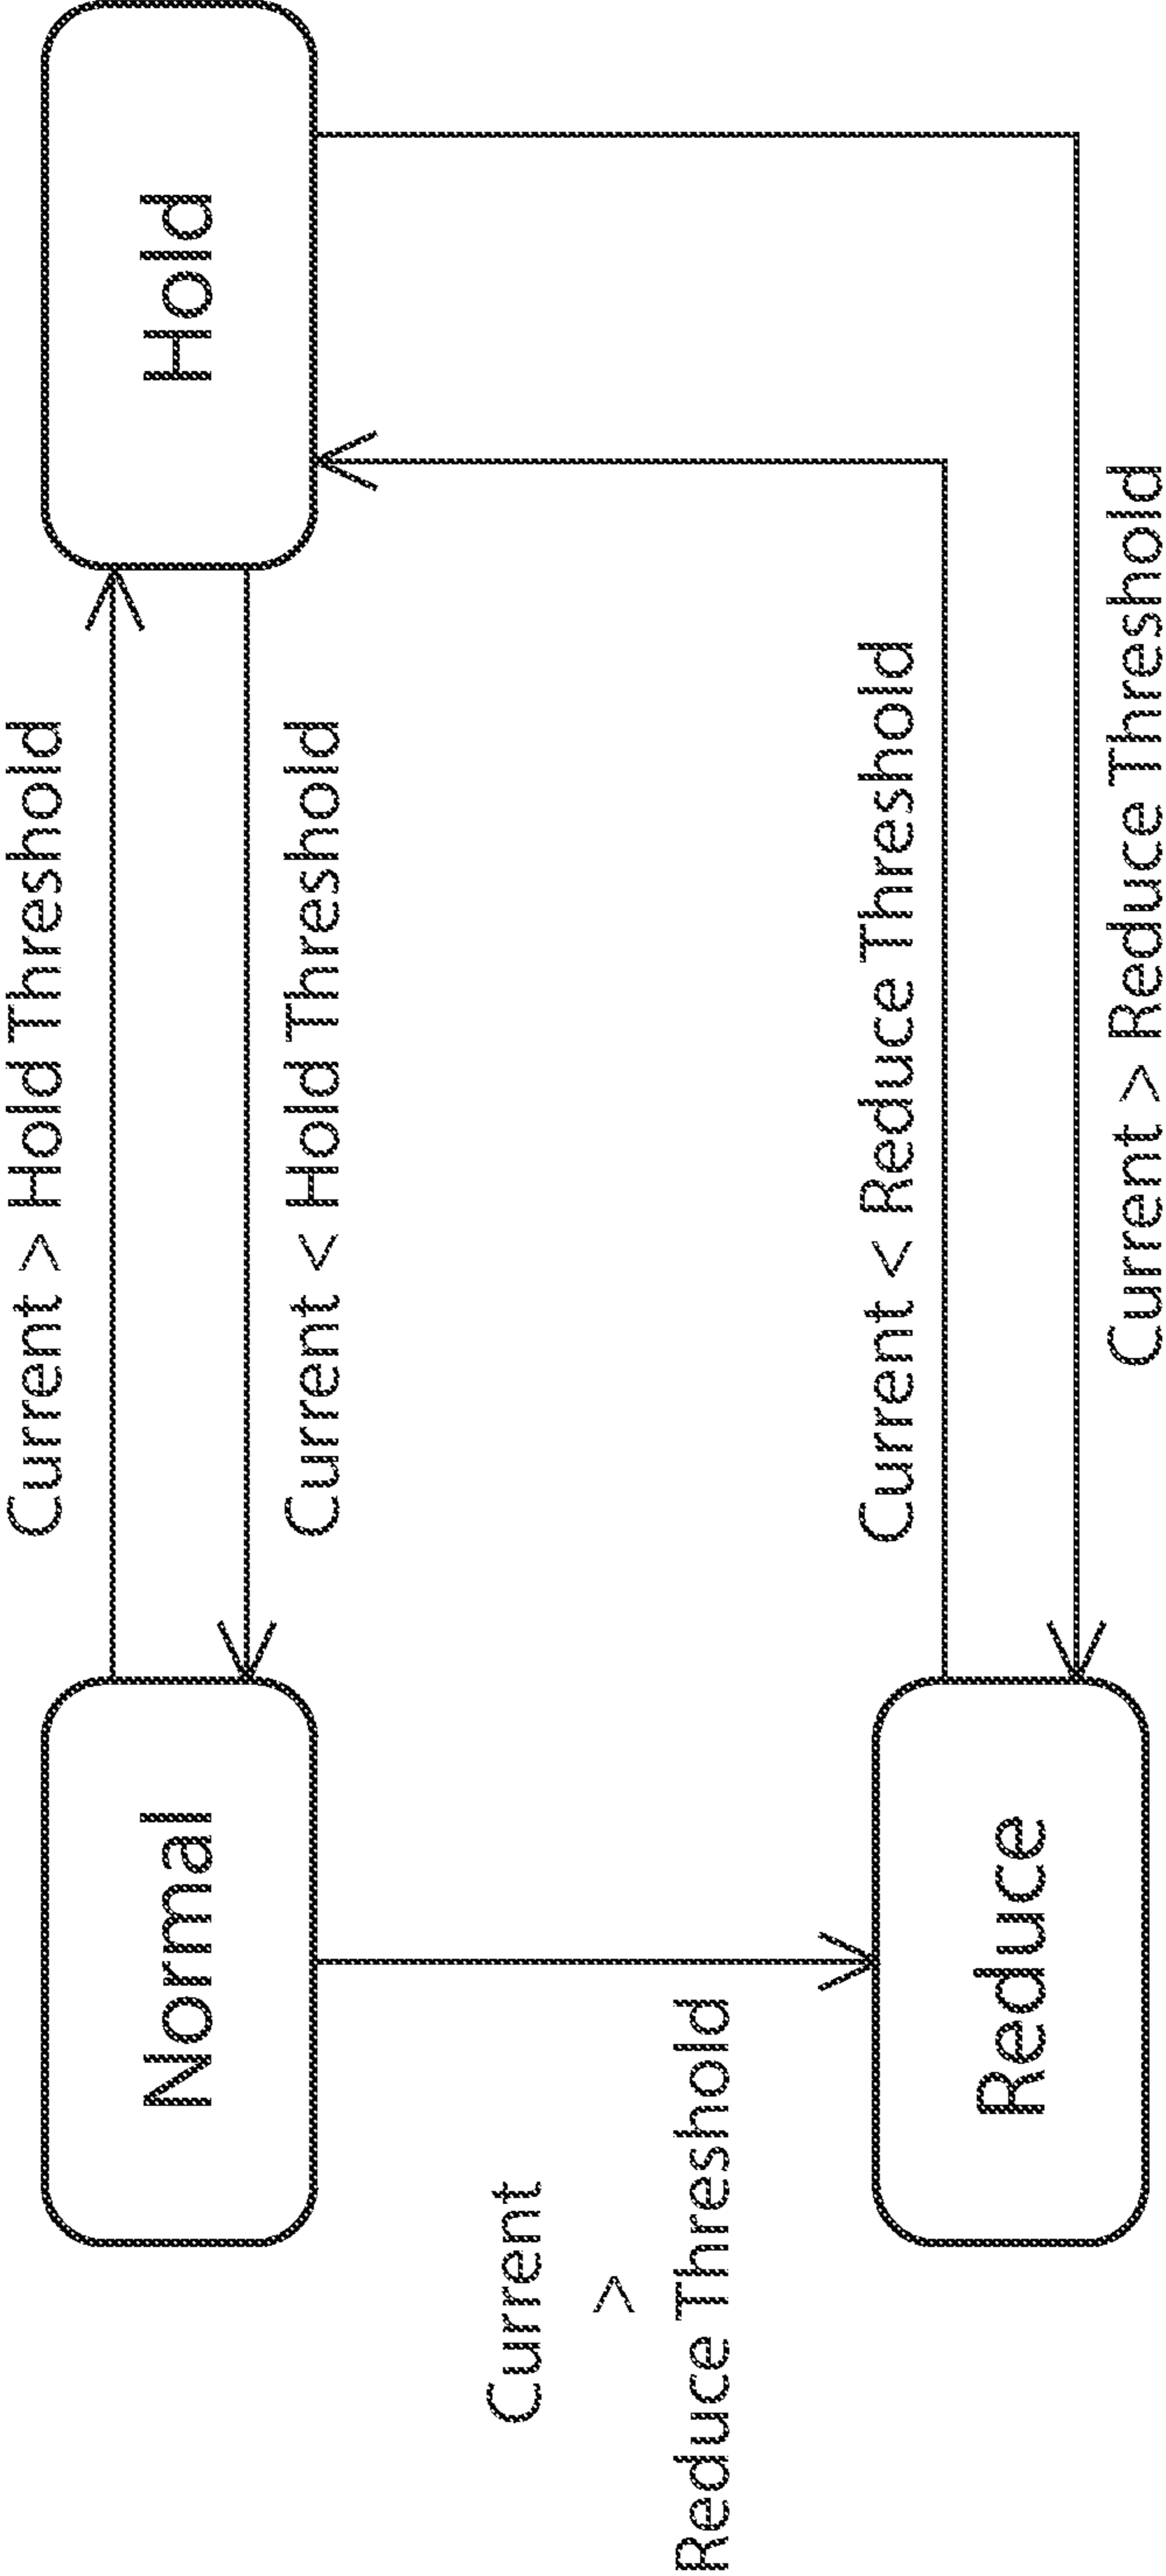 Current > Hold Threshold
Normal
Hold
Current < Hold Threshold
Current
>
Reduce Threshold
Current < Reduce Threshold
Reduce
Current > Reduce Threshold